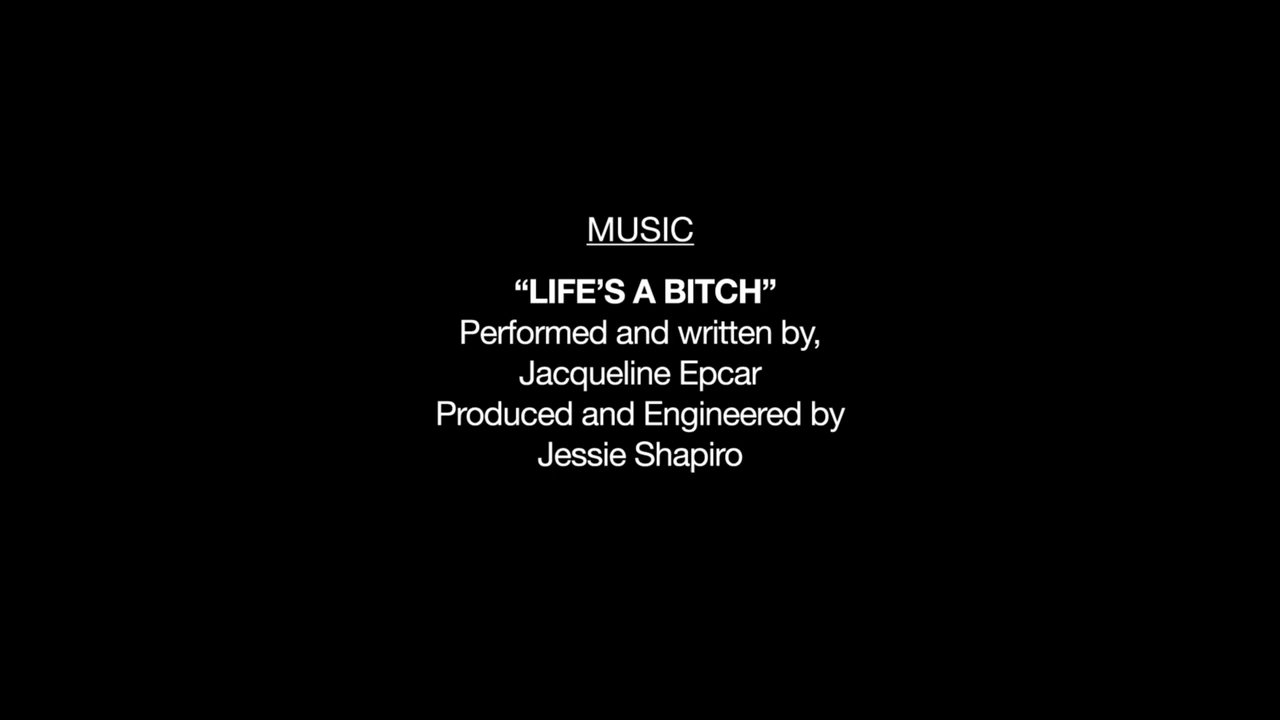 MUSIC
“LIFE’S A BITCH”
Performed and written by,
Jacqueline Epcar
Produced and Engineered by
Jessie Shapiro